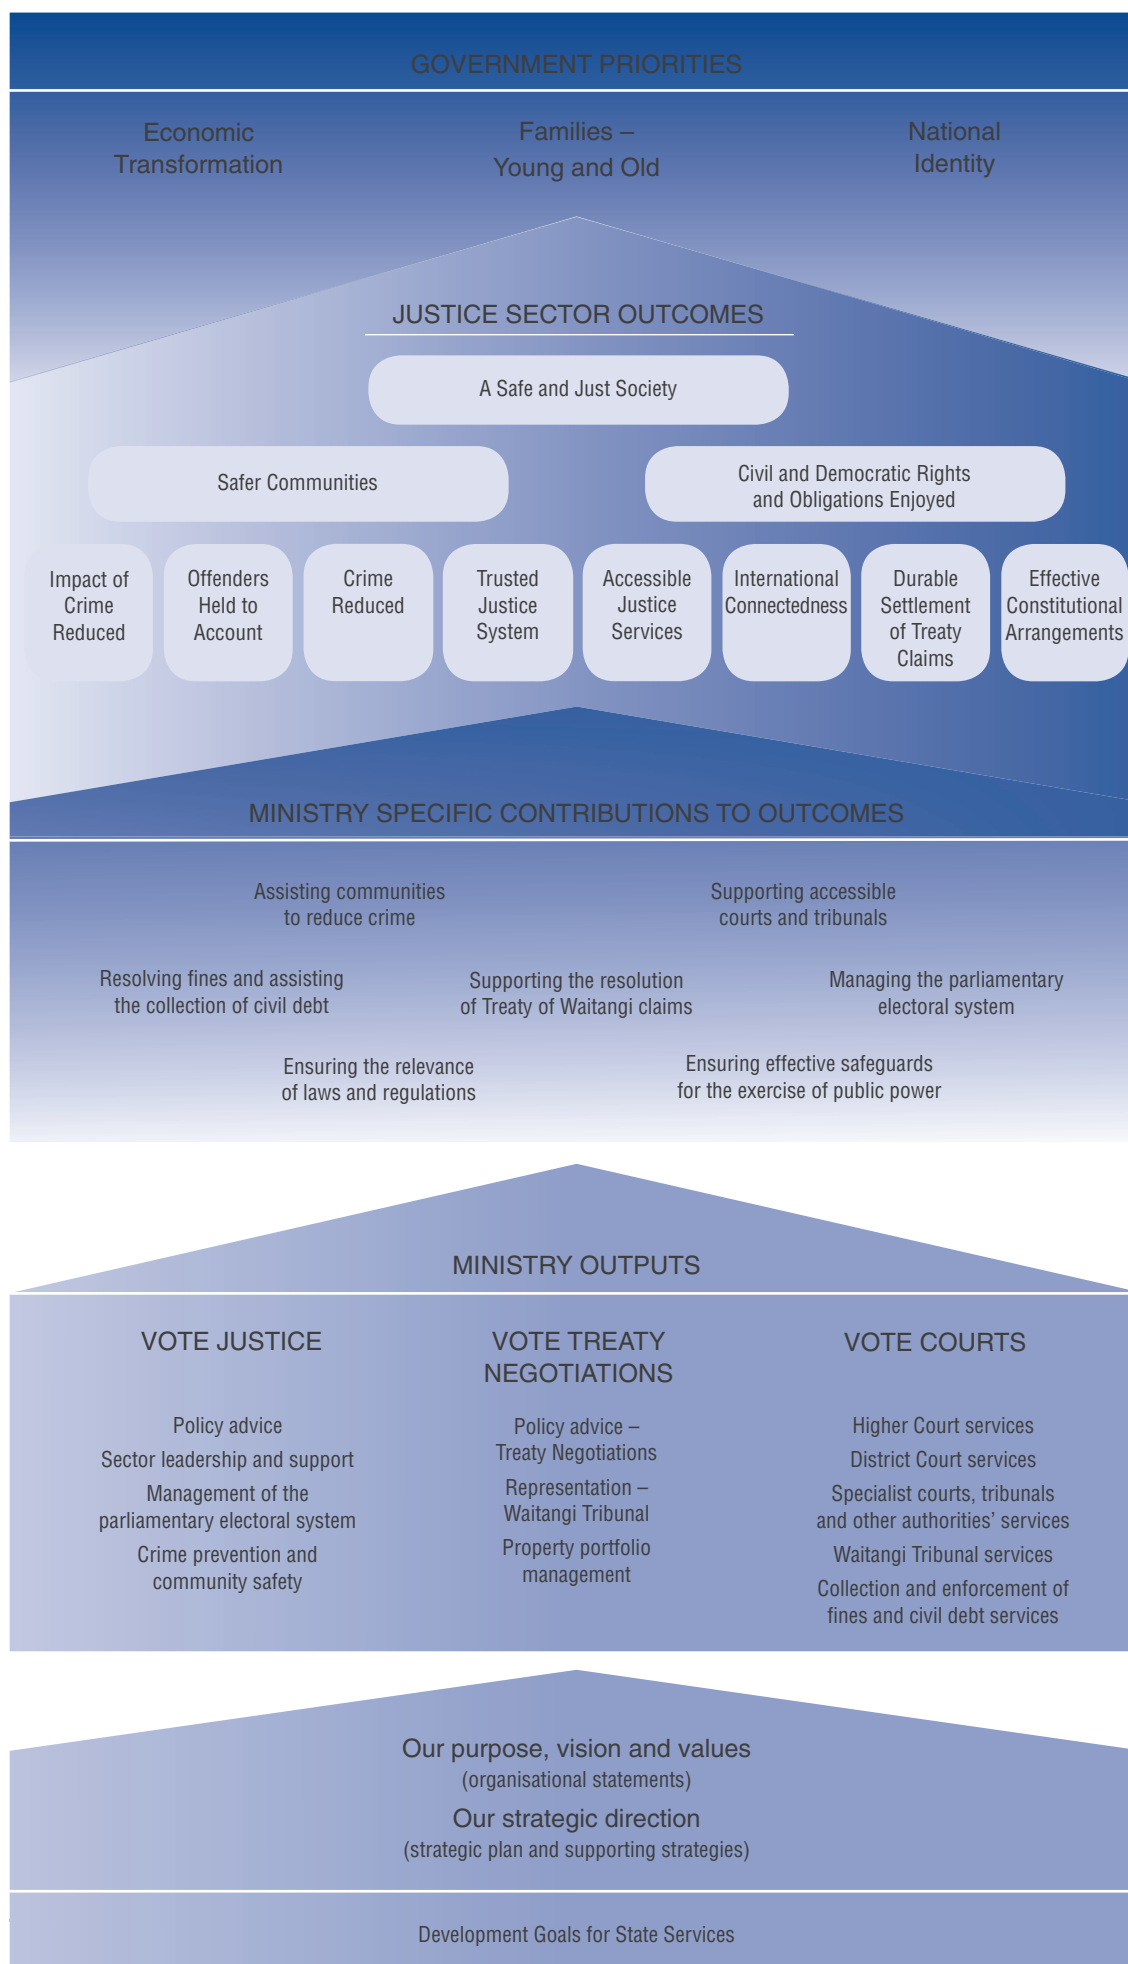 GOVERNMENT PRIORITIES
Economic
Transformation
Families –
Young and Old
National
Identity
JUSTICE SECTOR OUTCOMES
A Safe and Just Society
Safer Communities
Civil and Democratic Rights
and Obligations Enjoyed
Impact of
Crime
Reduced
Offenders
Held to
Account
Crime
Reduced
Trusted
Justice
System
Accessible
Justice
Services
International
Connectedness
Durable
Settlement
of Treaty
Claims
Effective
Constitutional
Arrangements
MINISTRY SPECIFIC CONTRIBUTIONS TO OUTCOMES
Assisting communities
to reduce crime
Supporting accessible
courts and tribunals
Resolving fines and assisting
the collection of civil debt
Supporting the resolution
of Treaty of Waitangi claims
Managing the parliamentary
electoral system
Ensuring the relevance
of laws and regulations
Ensuring effective safeguards
for the exercise of public power
MINISTRY OUTPUTS
VOTE JUSTICE
Policy advice
Sector leadership and support
Management of the
parliamentary electoral system
Crime prevention and
community safety
VOTE TREATY
NEGOTIATIONS
Policy advice –
Treaty Negotiations
Representation –
Waitangi Tribunal
Property portfolio
management
VOTE COURTS
Higher Court services
District Court services
Specialist courts, tribunals
and other authorities’ services
Waitangi Tribunal services
Collection and enforcement of
fines and civil debt services
Our purpose, vision and values
(organisational statements)
Our strategic direction
(strategic plan and supporting strategies)
Development Goals for State Services